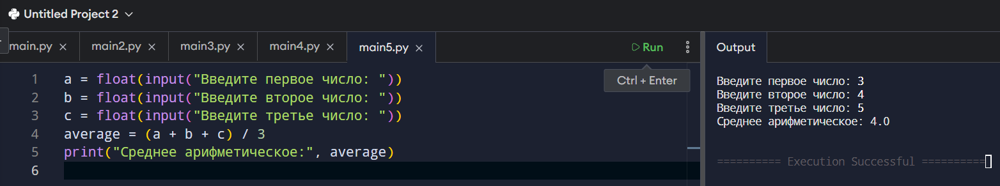 Untitled Project 2
main.py × main2.py × main3.py × main4.py × main5.py ×
Run
Output
Ctrl + Enter
1 a = float(input("Введите первое число: "))
2 b = float(input("Введите второе число: "))
3 c = float(input("Введите третье число: "))
4 average = (a + b + c) / 3
5 print("Среднее арифметическое:", average)
6
Введите первое число: 3
Введите второе число: 4
Введите третье число: 5
Среднее арифметическое: 4.0
========== Execution Successful ==========